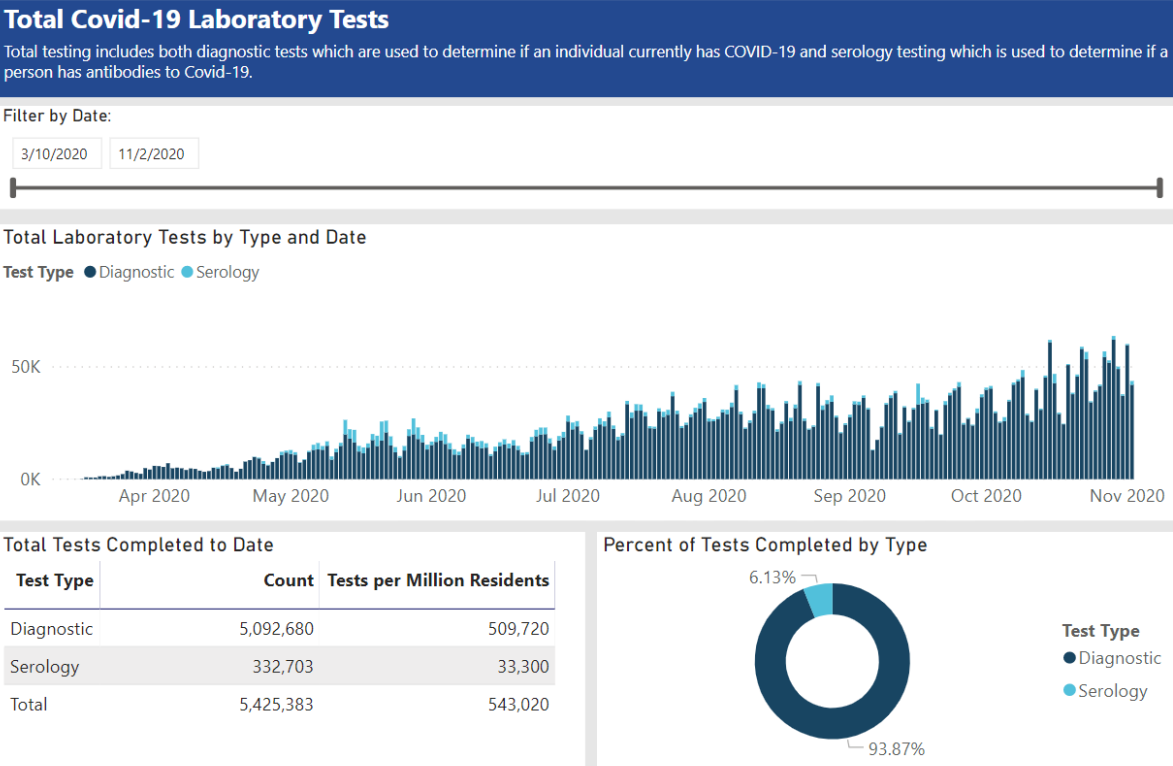 Total Covid-19 Laboratory Tests
Total testing includes both diagnostic tests which are used to determine if an individual currently has COVID-19 and serology testing which is used to determine if a
person has antibodies to Covid-19.
Filter by Date:
3/10/2020 11/2/2020
Total Laboratory Tests by Type and Date
Test Type Diagnostic Serology
50K
0K
Apr 2020 May 2020 Jun 2020 Jul 2020 Aug 2020 Sep 2020 Oct 2020 Nov 2020
Total Tests Completed to Date
Test Type Count Tests per Million Residents
Diagnostic 5,092,680 509,720
Serology 332,703 33,300
Total 5,425,383 543,020
Percent of Tests Completed by Type
6.13%
93.87%
Test Type
Diagnostic
Serology